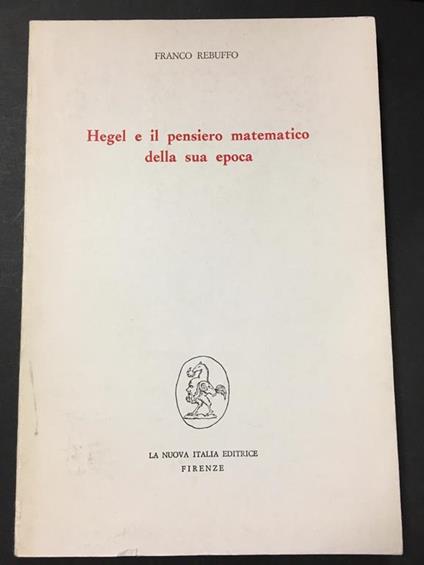 FRANCO REBUFFO
Hegel e il pensiero matematico
della sua epoca
LA NUOVA ITALIA EDITRICE
FIRENZE